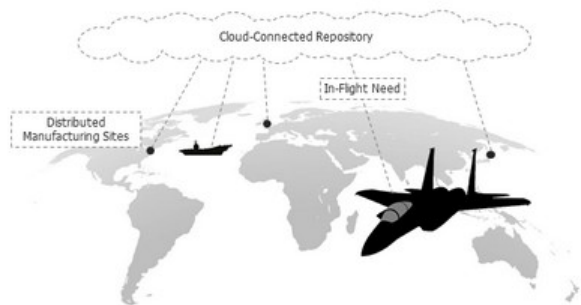 Cloud-Connected Repository
In-Flight Need
Distributed
Manufacturing Sites